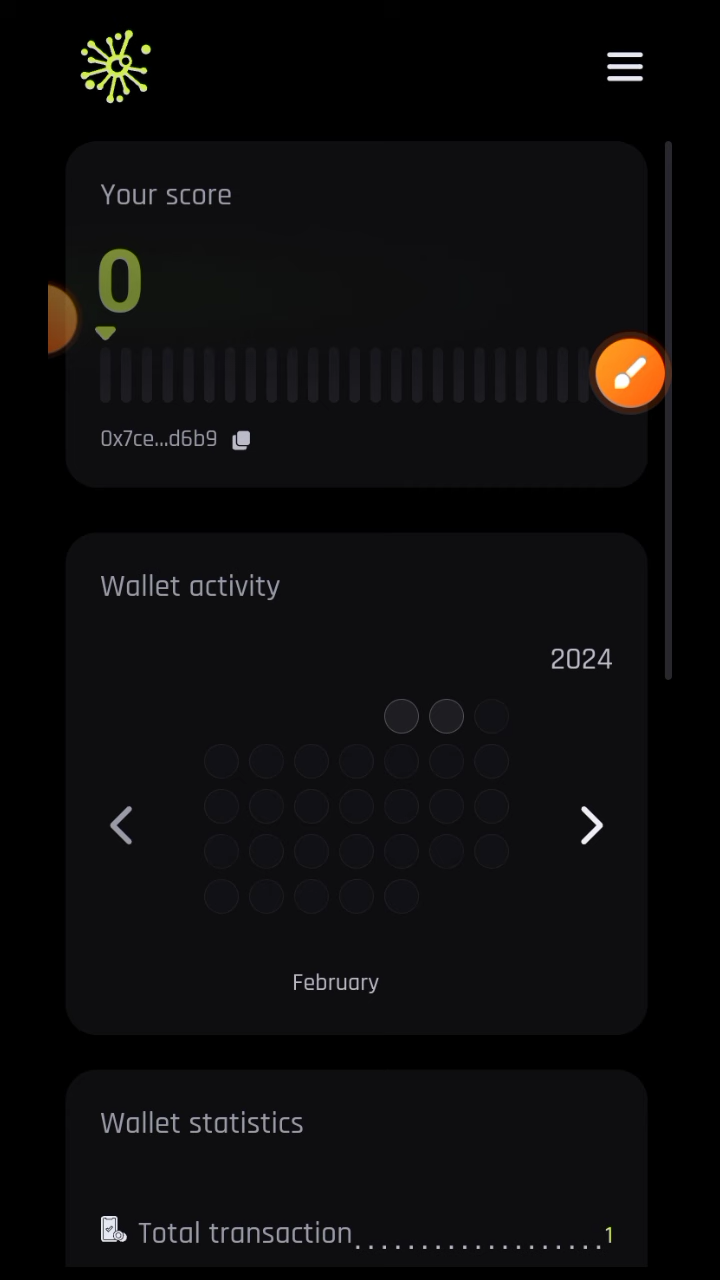 Your score
0
0x7ce...d6b9
Wallet activity
2024
February
Wallet statistics
Total transaction...................1